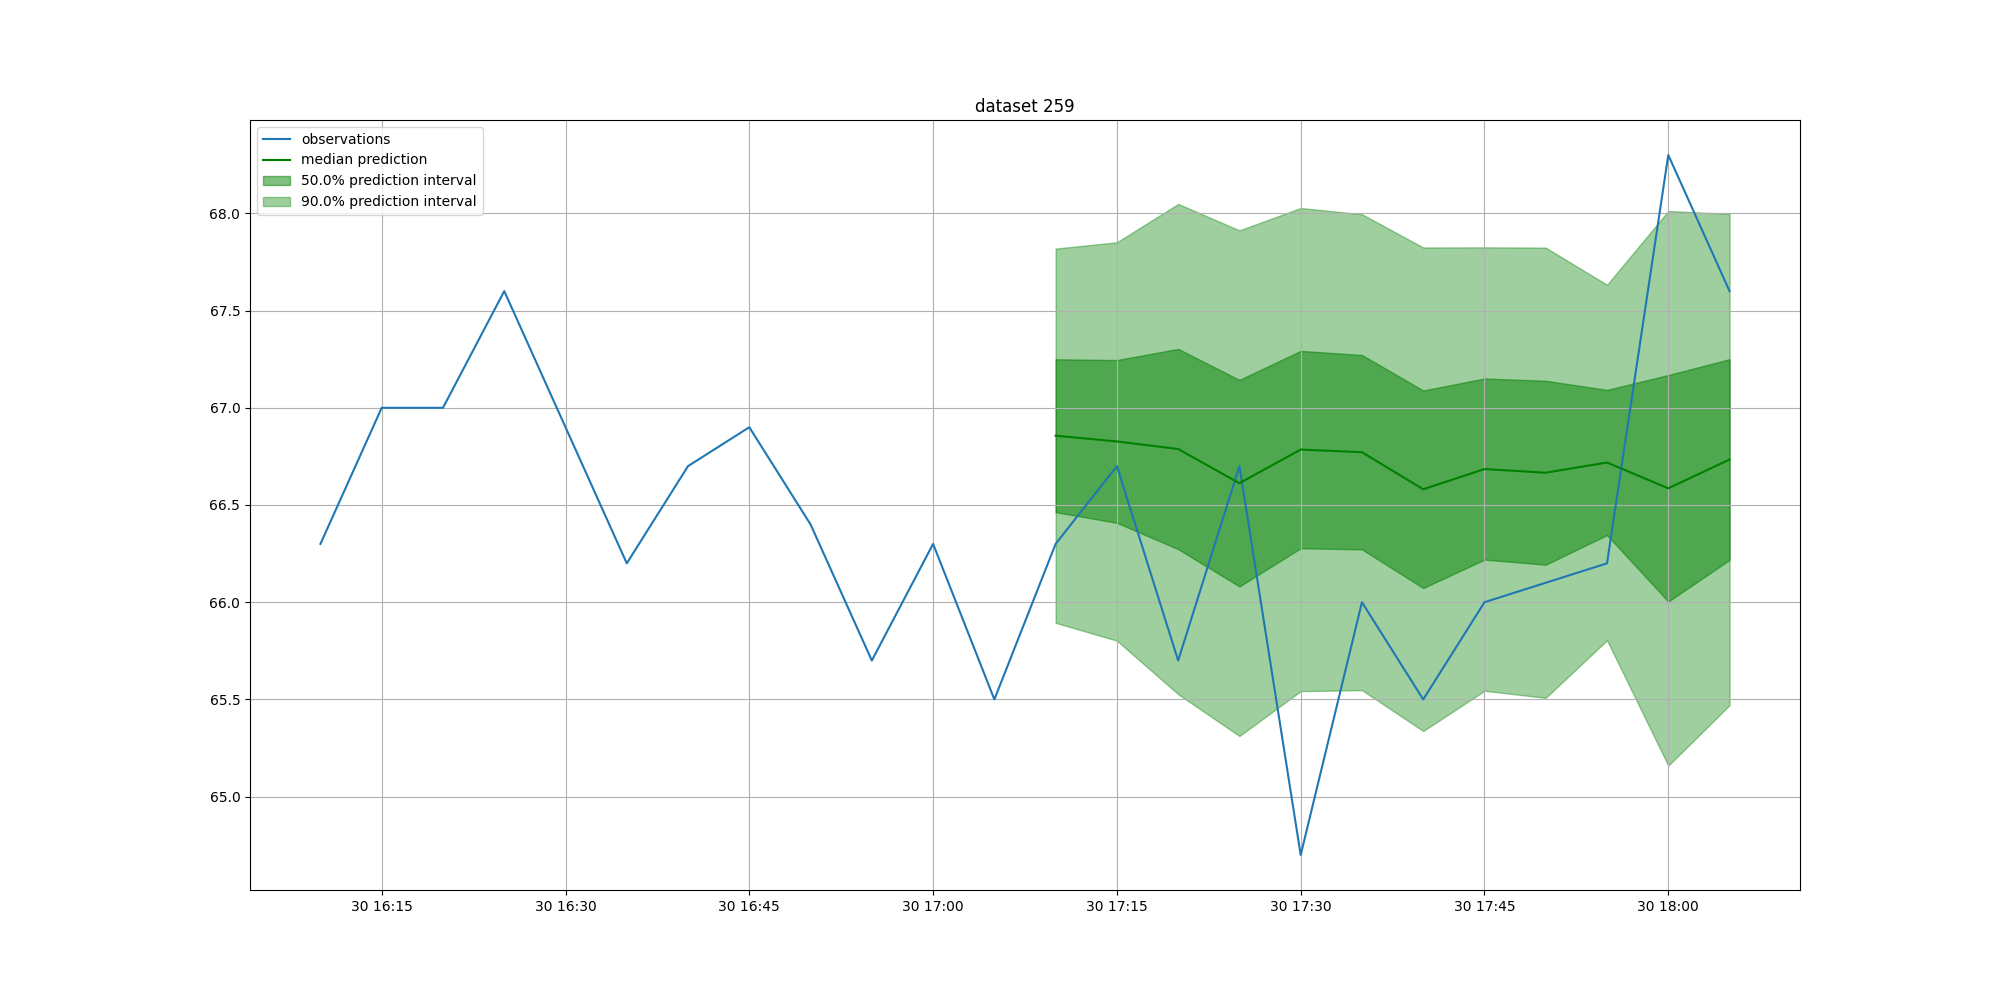 dataset 259
observations
median prediction
50.0% prediction interval
90.0% prediction interval
68.0
67.5
67.0
66.5
66.0
65.5
65.0
30 16:15 30 16:30 30 16:45 30 17:00 30 17:15 30 17:30 30 17:45 30 18:00